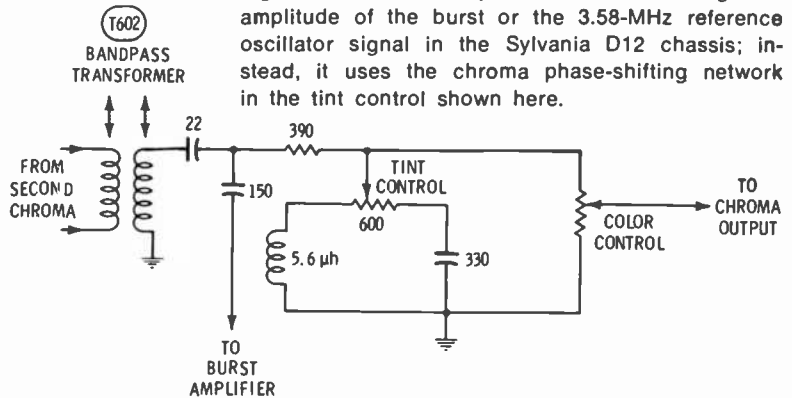 amplitude of the burst or the 3.58-MHz reference
oscillator signal in the Sylvania D12 chassis; in-
stead, it uses the chroma phase-shifting network
in the tint control shown here.
T602
BANDPASS
TRANSFORMER
22
390
FROM
SECOND
CHROMA
150
TINT
CONTROL
600
5.6 μh
330
COLOR
CONTROL
TO
CHROMA
OUTPUT
TO
BURST
AMPLIFIER